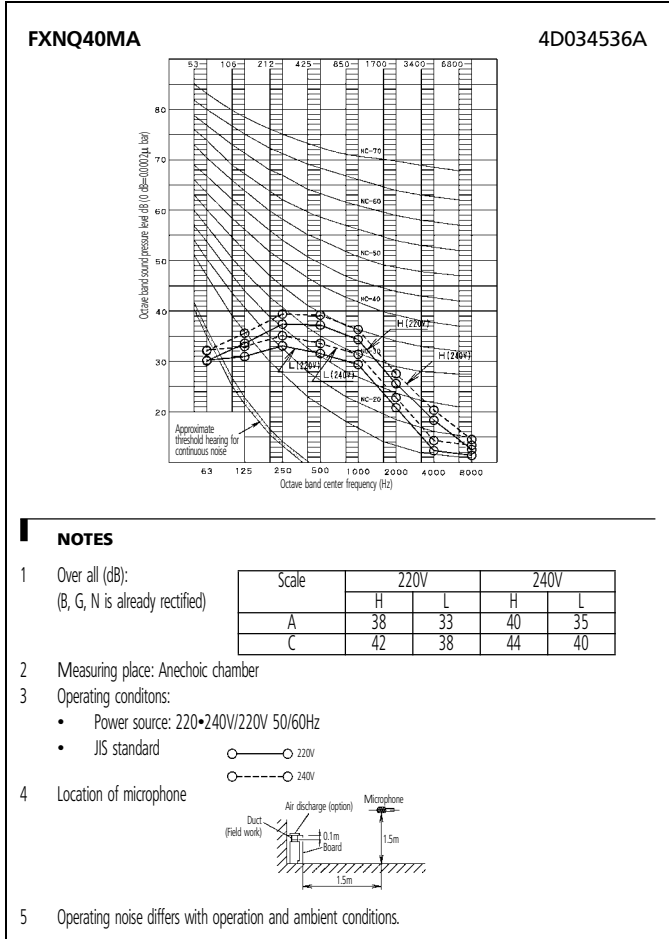 FXNQ40MA 4D034536A
53 106 212 425 850 1700 3400 6800
80
70
60
50
40
30
20
Octave band sound pressure level dB (0 dB=0.0002µ bar)
NC-70
NC-60
NC-50
NC-40
NC-30
NC-20
H(220V)
H(240V)
L(220V)
L(240V)
Approximate
threshold hearing for
continuous noise
63 125 250 500 1000 2000 4000 8000
Octave band center frequency (Hz)
NOTES
1 Over all (dB):
(B, G, N is already rectified)
Scale 220V 240V
H L H L
A 38 33 40 35
C 42 38 44 40
2 Measuring place: Anechoic chamber
3 Operating conditons:
• Power source: 220•240V/220V 50/60Hz
• JIS standard
220V
240V
4 Location of microphone
Air discharge (option)
Microphone
Duct
(Field work)
0.1m
Board
1.5m
1.5m
5 Operating noise differs with operation and ambient conditions.